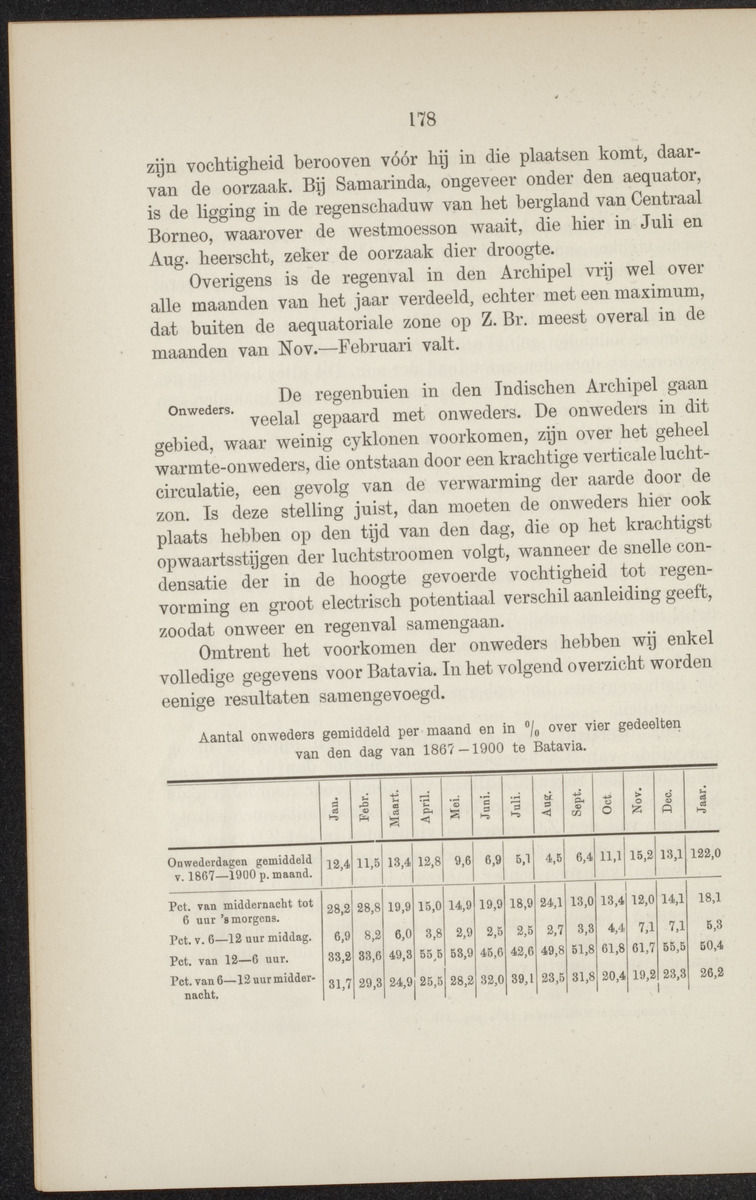 178
zijn vochtigheid berooven vóór hij in die plaatsen komt, daar-
van de oorzaak. Bij Samarinda, ongeveer onder den aequator,
is de ligging in de regenschaduw van het bergland van Centraal
Borneo, waarover de westmoesson waait, die hier in Juli en
Aug. heerscht, zeker de oorzaak dier droogte.
Overigens is de regenval in den Archipel vrij wel over
alle maanden van het jaar verdeeld, echter met een maximum,
dat buiten de aequatoriale zone op Z. Br. meest overal in de
maanden van Nov.—Februari valt.
De regenbuien in den Indischen Archipel gaan
Onweders. veelal gepaard met onweders. De onweders in dit
gebied, waar weinig cyklonen voorkomen, zijn over het geheel
warmte-onweders, die ontstaan door een krachtige verticale lucht-
circulatie, een gevolg van de verwarming der aarde door de
zon. Is deze stelling juist, dan moeten de onweders hier ook
plaats hebben op den tijd van den dag, die op het krachtigst
opwaartsstijgen der luchtstroomen volgt, wanneer de snelle con-
densatie der in de hoogte gevoerde vochtigheid tot regen-
vorming en groot electrisch potentiaal verschil aanleiding geeft,
zoodat onweer en regenval samengaan.
Omtrent het voorkomen der onweders hebben wij enkel
volledige gegevens voor Batavia. In het volgend overzicht worden
eenige resultaten samengevoegd.
Aantal onweders gemiddeld per maand en in % over vier gedeelten
van den dag van 1867—1900 te Batavia.
Jan. Febr. Maart. April. Mei. Juni. Juli. Aug. Sept. Oct Nov. Dec. Jaar.
Onwederdagen gemiddeld
v. 1867—1900 p. maand. 12,4 11,5 13,4 12,8 9,6 6,9 5,1 4,5 6,4 11,1 15,2 13,1 122,0
Pct. van middernacht tot
6 uur 's morgens. 28,2 28,8 19,9 15,0 14,9 19,9 18,9 24,1 13,0 13,4 12,0 14,1 18,1
Pct. v. 6—12 uur middag. 6,9 8,2 6,0 3,8 2,9 2,5 2,5 2,7 3,3 4,4 7,1 7,1 5,3
Pct. van 12—6 uur. 33,2 33,6 49,3 55,5 53,9 45,6 42,6 49,8 51,8 61,8 61,7 55,5 50,4
Pct. van 6—12 uur midder-
nacht. 31,7 29,3 24,9 25,5 28,2 32,0 39,1 23,5 31,8 20,4 19,2 23,3 26,2